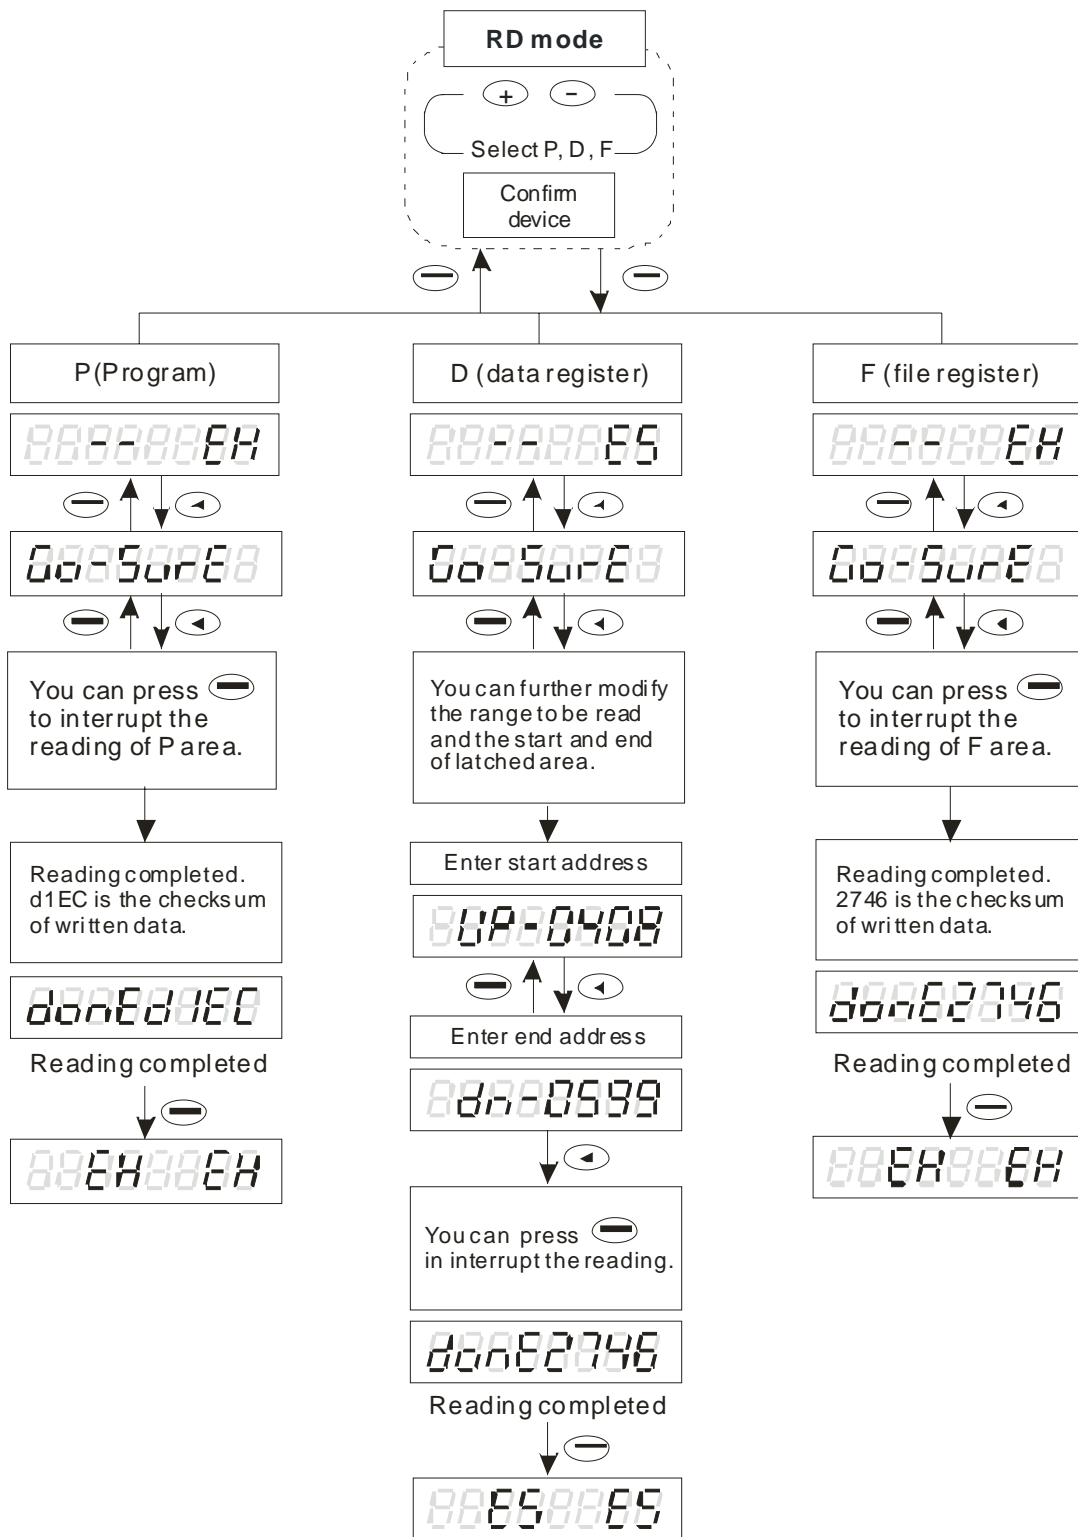 RD mode
+ −
Select P, D, F
Confirm
device
P(Program)
-- EH
Go-SurE
You can press
to interrupt the
reading of P area.
Reading completed.
d1EC is the checksum
of written data.
donEd1EC
Reading completed
EH EH
D (data register)
-- ES
Go-SurE
You can further modify
the range to be read
and the start and end
of latched area.
Enter start address
UP-0408
Enter end address
dn-0599
You can press
in interrupt the reading.
donE2746
Reading completed
ES ES
F (file register)
-- EH
Go-SurE
You can press
to interrupt the
reading of F area.
Reading completed.
2746 is the checksum
of written data.
donE2746
Reading completed
EH EH